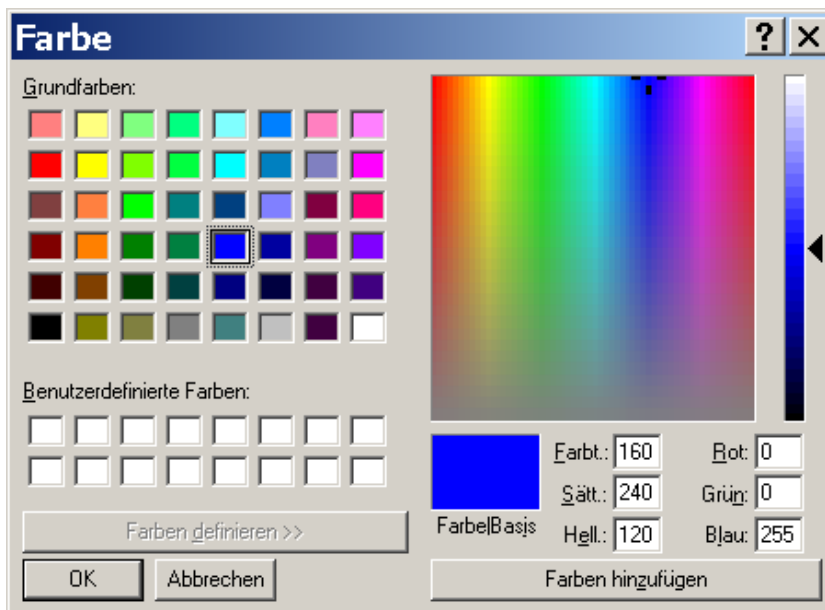 Farbe
Grundfarben:
Benutzerdefinierte Farben:
Farben definieren >>
OK Abbrechen
Farbe|Basis
Farbt.: 160 Rot: 0
Sätt.: 240 Grün: 0
Hell.: 120 Blau: 255
Farben hinzufügen